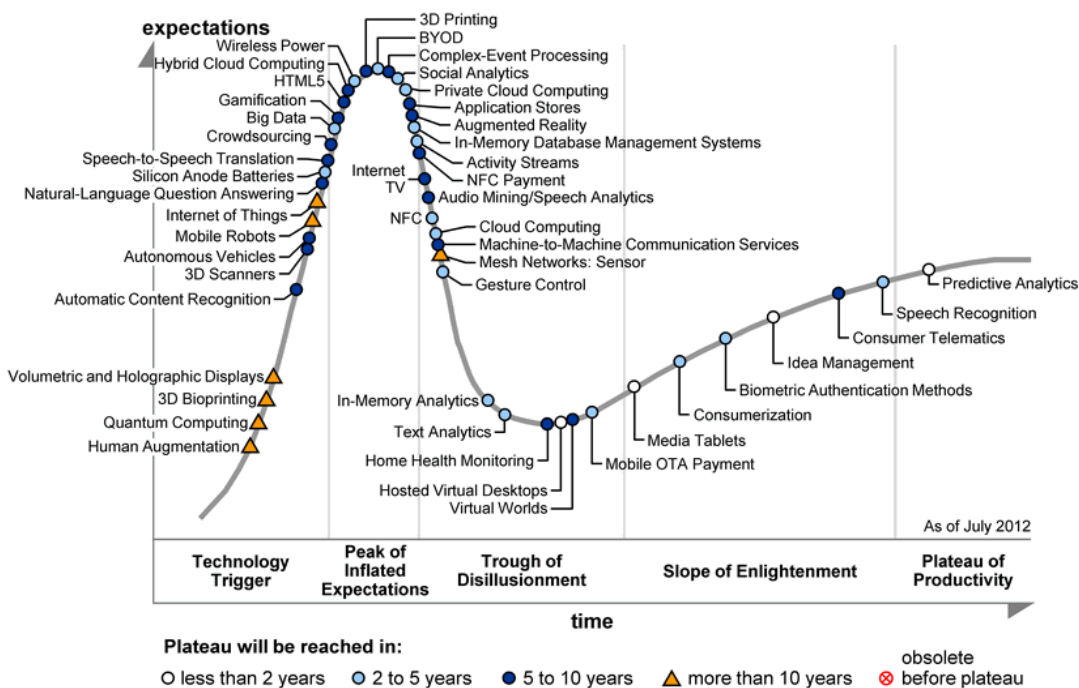 expectations
3D Printing
BYOD
Wireless Power
Complex-Event Processing
Hybrid Cloud Computing
Social Analytics
HTML5
Private Cloud Computing
Gamification
Application Stores
Big Data
Augmented Reality
Crowdsourcing
In-Memory Database Management Systems
Speech-to-Speech Translation
Activity Streams
Silicon Anode Batteries
NFC Payment
Internet
TV
Natural-Language Question Answering
Audio Mining/Speech Analytics
Internet of Things
NFC
Mobile Robots
Cloud Computing
Autonomous Vehicles
Machine-to-Machine Communication Services
3D Scanners
Mesh Networks: Sensor
Automatic Content Recognition
Gesture Control
Predictive Analytics
Speech Recognition
Consumer Telematics
Idea Management
Volumetric and Holographic Displays
Biometric Authentication Methods
3D Bioprinting
In-Memory Analytics
Consumerization
Quantum Computing
Text Analytics
Media Tablets
Human Augmentation
Home Health Monitoring
Mobile OTA Payment
Hosted Virtual Desktops
Virtual Worlds
As of July 2012
Technology
Trigger
Peak of
Inflated
Expectations
Trough of
Disillusionment
Slope of Enlightenment
Plateau of
Productivity
time
Plateau will be reached in:
less than 2 years
2 to 5 years
5 to 10 years
more than 10 years
obsolete
before plateau